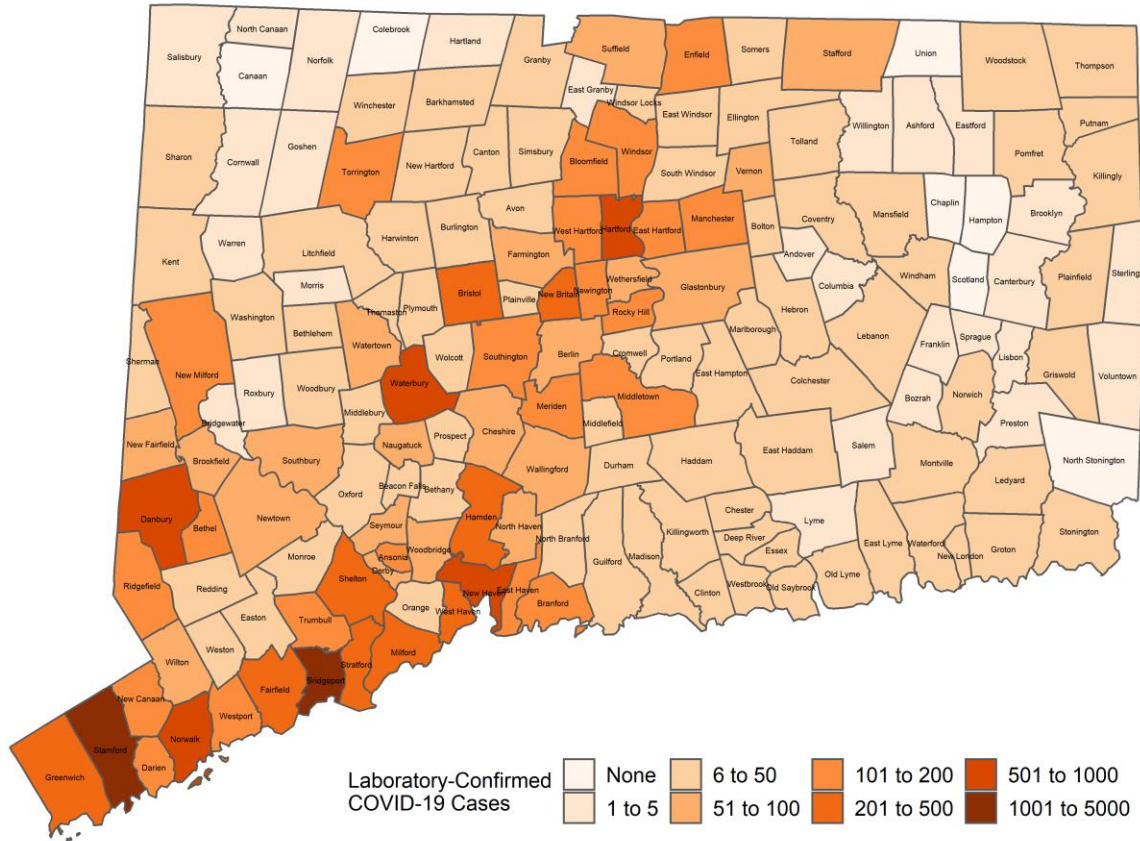 North Canaan
Colebrook
Hartland
Salisbury
Canaan
Norfolk
Granby
Suffield
Enfield
Somers
Stafford
Union
Woodstock
Thompson
East Granby
Windsor Locks
Winchester
Barkhamsted
East Windsor
Ellington
Willington
Ashford
Eastford
Putnam
Sharon
Cornwall
Goshen
Torrington
New Hartford
Canton
Simsbury
Bloomfield
Windsor
South Windsor
Tolland
Pomfret
Killingly
Vernon
Avon
West Hartford
Hartford
East Hartford
Manchester
Bolton
Coventry
Mansfield
Chaplin
Hampton
Brooklyn
Kent
Warren
Litchfield
Harwinton
Burlington
Farmington
Wethersfield
Glastonbury
Andover
Columbia
Windham
Scotland
Canterbury
Plainfield
Sterling
Morris
Bristol
Plainville
New Britain
Newington
Rocky Hill
Hebron
Marlborough
Washington
Bethlehem
Thomaston
Plymouth
Watertown
Lebanon
Franklin
Sprague
Lisbon
Griswold
Voluntown
Sherman
New Milford
Roxbury
Woodbury
Waterbury
Wolcott
Southington
Berlin
Cromwell
Portland
East Hampton
Colchester
Bozrah
Norwich
Preston
Bridgewater
Middlebury
Meriden
Middletown
Middlefield
New Fairfield
Brookfield
Southbury
Naugatuck
Prospect
Cheshire
Wallingford
Durham
Haddam
East Haddam
Salem
Montville
North Stonington
Oxford
Beacon Falls
Bethany
Ledyard
Danbury
Bethel
Newtown
Seymour
Woodbridge
Hamden
North Haven
North Branford
Guilford
Madison
Killingworth
Chester
Deep River
Essex
Lyme
East Lyme
Waterford
New London
Groton
Stonington
Monroe
Ansonia
Derby
Ridgefield
Redding
Shelton
Orange
West Haven
New Haven
East Haven
Branford
Clinton
Westbrook
Old Saybrook
Old Lyme
Easton
Trumbull
Milford
Wilton
Weston
Fairfield
Bridgeport
Stratford
New Canaan
Westport
Norwalk
Greenwich
Stamford
Darien
Laboratory-Confirmed
COVID-19 Cases
None
6 to 50
101 to 200
501 to 1000
1 to 5
51 to 100
201 to 500
1001 to 5000